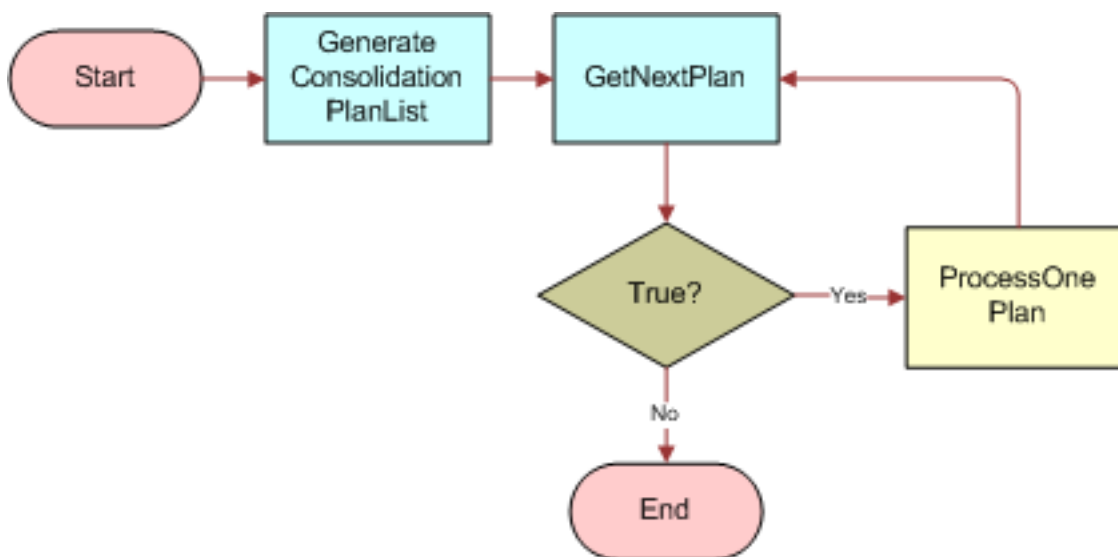 Start
Generate
Consolidation
PlanList
GetNextPlan
True?
Yes
ProcessOne
Plan
No
End